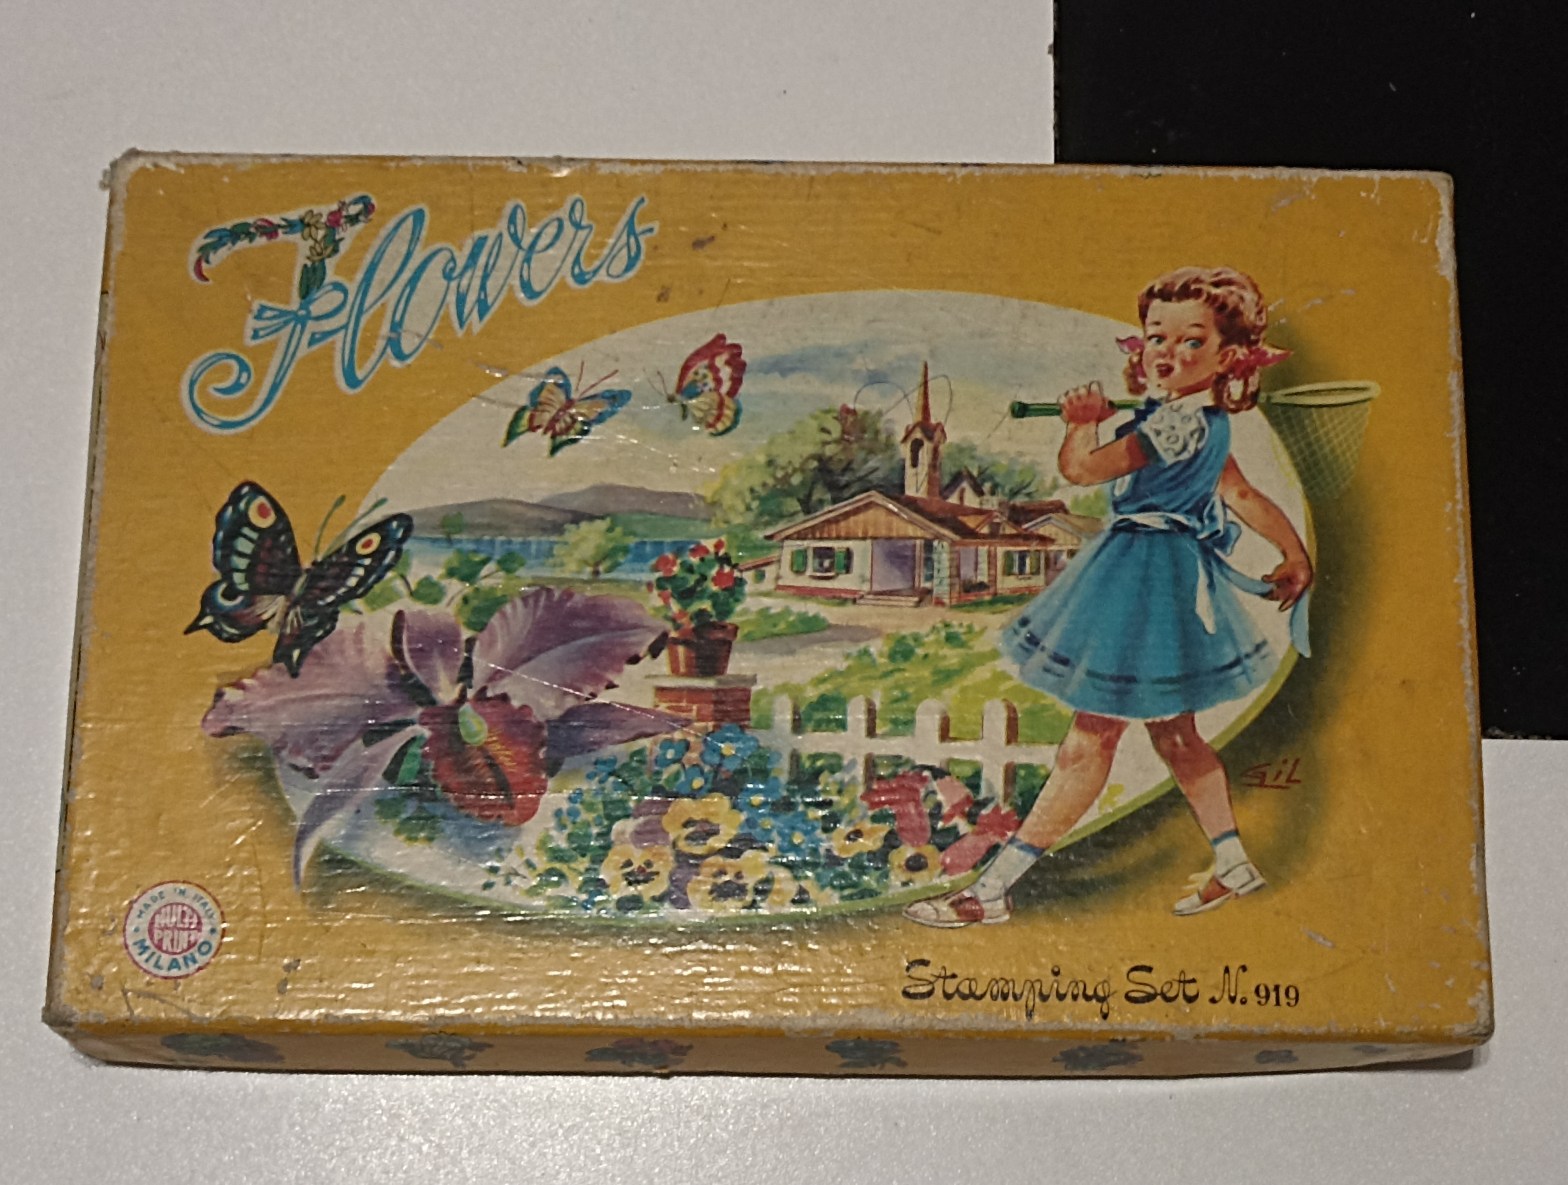 Flowers
GIL
MADE IN ITALY
MILANO
Stamping Set N. 919